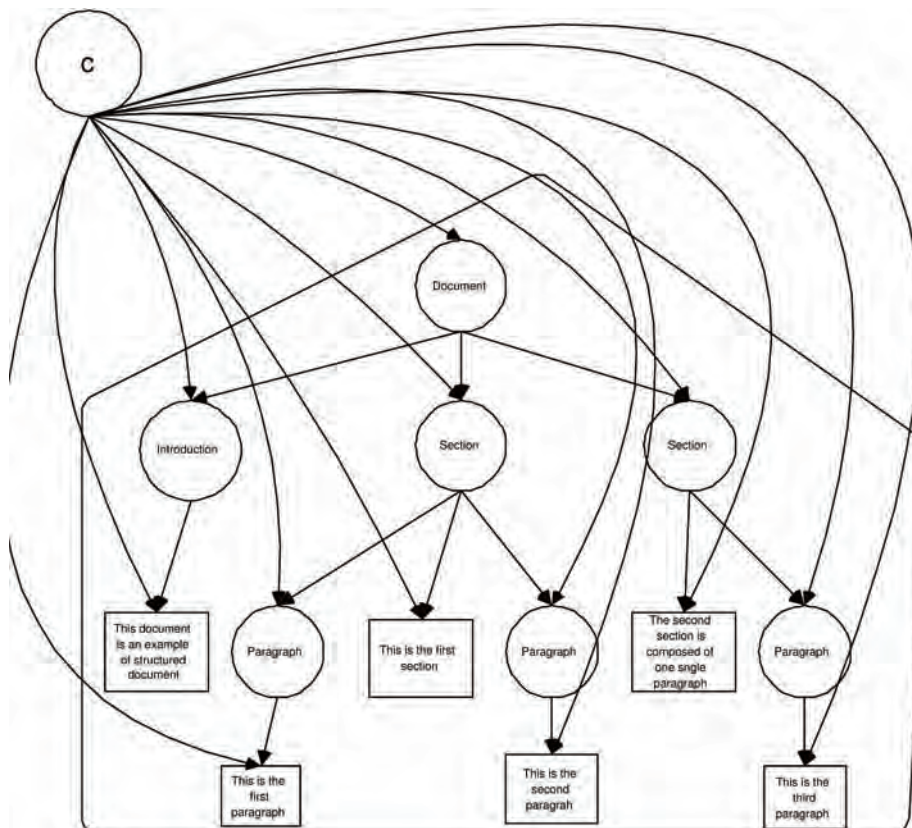 C
Document
Introduction
Section
Section
This document
is an example
of structured
document
Paragraph
This is the first
section
Paragraph
The second
section is
composed of
one sngle
paragraph
Paragraph
This is the
first
paragraph
This is the
second
paragrah
This is the
third
paragraph